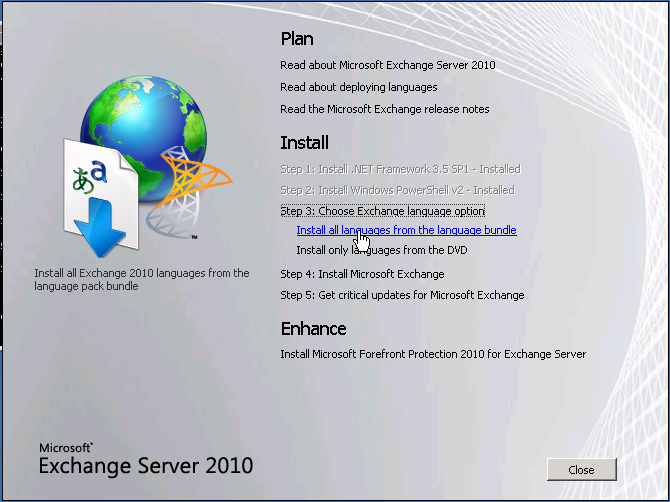 Plan
Read about Microsoft Exchange Server 2010
Read about deploying languages
Read the Microsoft Exchange release notes
Install
Step 1: Install .NET Framework 3.5 SP1 - Installed
Step 2: Install Windows PowerShell v2 - Installed
Step 3: Choose Exchange language option
Install all languages from the language bundle
Install only languages from the DVD
Step 4: Install Microsoft Exchange
Step 5: Get critical updates for Microsoft Exchange
Enhance
Install Microsoft Forefront Protection 2010 for Exchange Server
あ a
TM
Install all Exchange 2010 languages from the
language pack bundle
Microsoft
Exchange Server 2010
Close